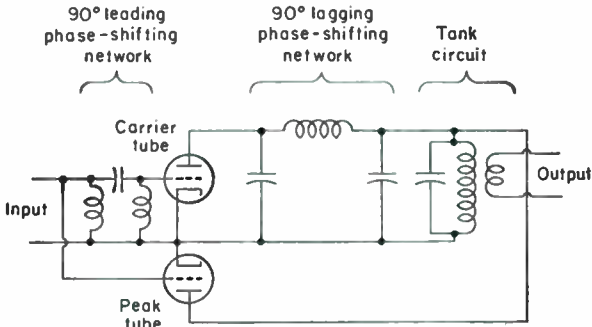 90° leading
phase-shifting
network
90° lagging
phase-shifting
network
Tank
circuit
Carrier
tube
Input
Output
Peak
tube